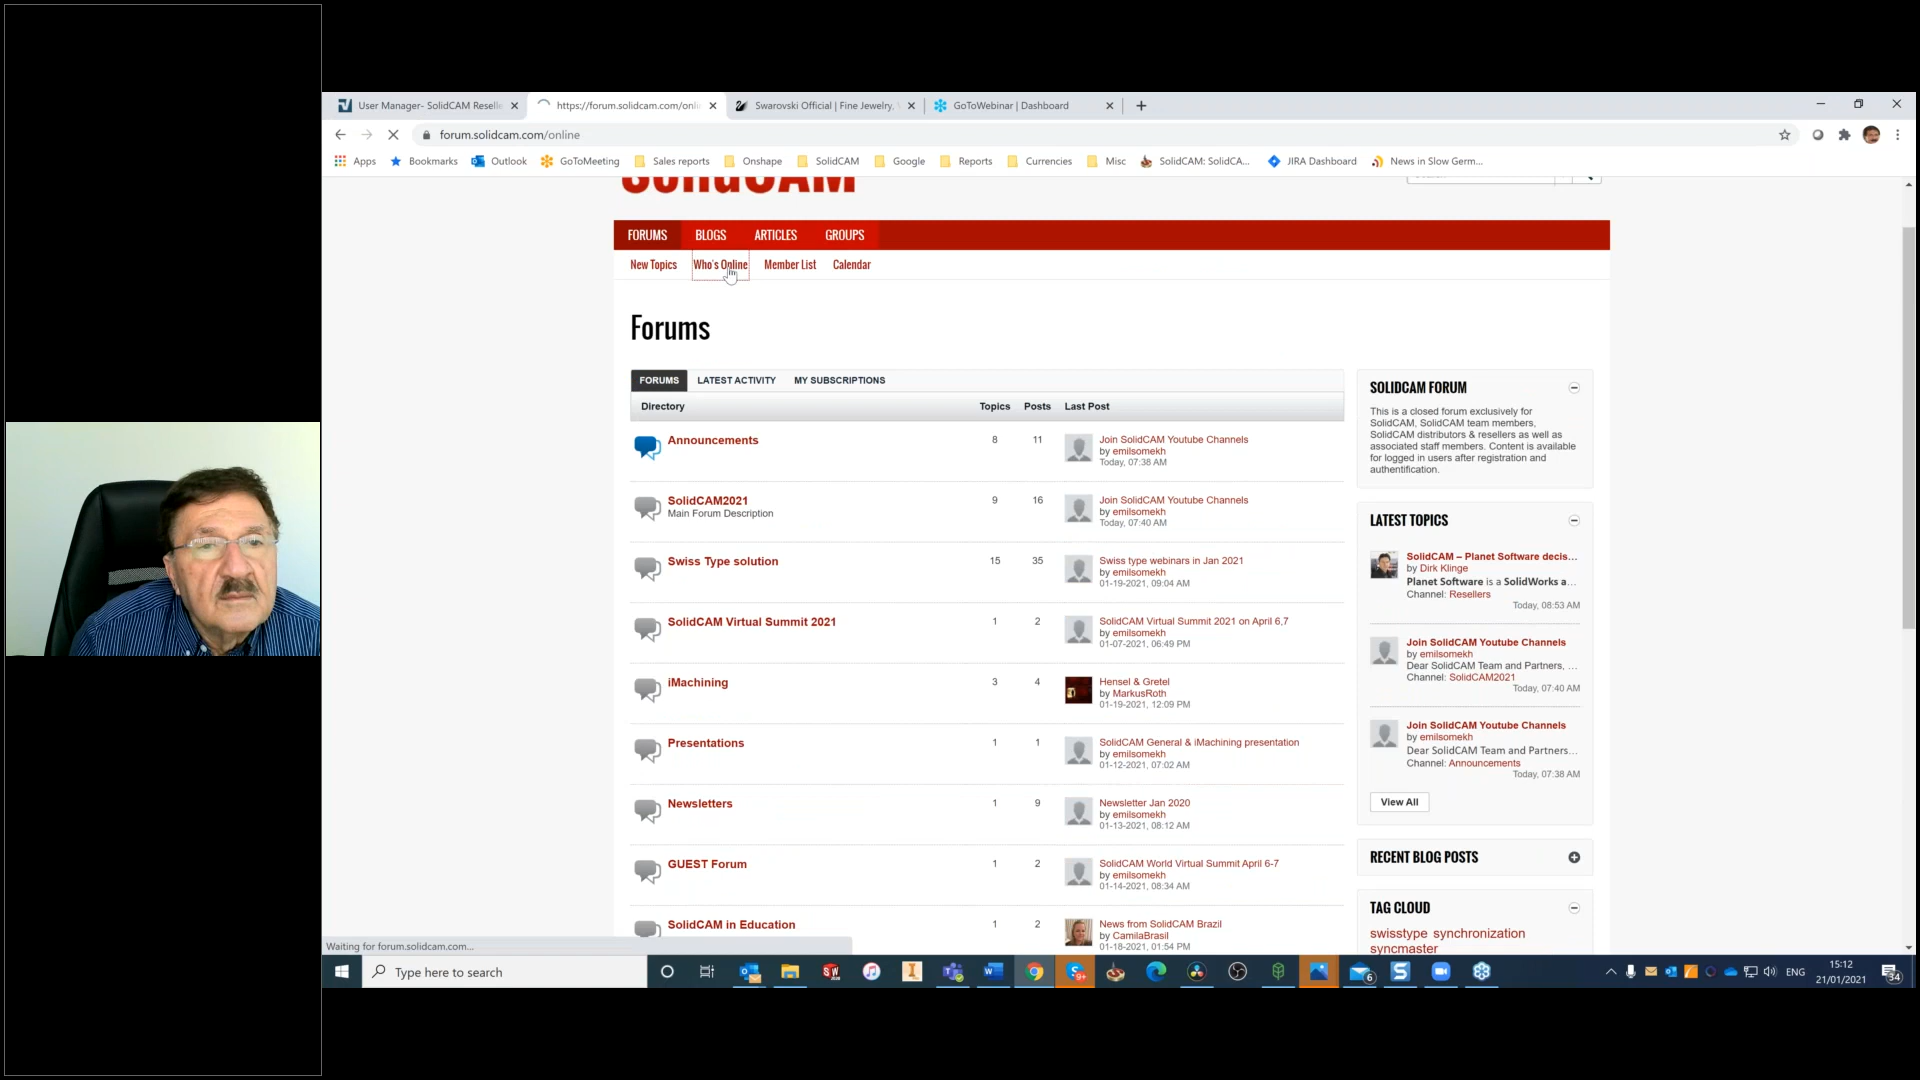 User Manager- SolidCAM Reselle
https://forum.solidcam.com/onli
Swarovski Official | Fine Jewelry,
GoToWebinar | Dashboard
forum.solidcam.com/online
Apps
Bookmarks
Outlook
GoToMeeting
Sales reports
Onshape
SolidCAM
Google
Reports
Currencies
Misc
SolidCAM: SolidCA...
JIRA Dashboard
News in Slow Germ...
SolidCAM
FORUMS BLOGS ARTICLES GROUPS
New Topics Who's Online Member List Calendar
Forums
FORUMS LATEST ACTIVITY MY SUBSCRIPTIONS
Directory Topics Posts Last Post
Announcements 8 11 Join SolidCAM Youtube Channels
by emilsomekh
Today, 07:38 AM
SolidCAM2021 9 16 Join SolidCAM Youtube Channels
Main Forum Description by emilsomekh
Today, 07:40 AM
Swiss Type solution 15 35 Swiss type webinars in Jan 2021
by emilsomekh
01-19-2021, 09:04 AM
SolidCAM Virtual Summit 2021 1 2 SolidCAM Virtual Summit 2021 on April 6,7
by emilsomekh
01-07-2021, 06:49 PM
iMachining 3 4 Hensel & Gretel
by MarkusRoth
01-19-2021, 12:09 PM
Presentations 1 1 SolidCAM General & iMachining presentation
by emilsomekh
01-12-2021, 07:02 AM
Newsletters 1 9 Newsletter Jan 2020
by emilsomekh
01-13-2021, 08:12 AM
GUEST Forum 1 2 SolidCAM World Virtual Summit April 6-7
by emilsomekh
01-14-2021, 08:34 AM
SolidCAM in Education 1 2 News from SolidCAM Brazil
by CamilaBrasil
01-18-2021, 01:54 PM
SOLIDCAM FORUM
This is a closed forum exclusively for
SolidCAM, SolidCAM team members,
SolidCAM distributors & resellers as well as
associated staff members. Content is available
for logged in users after registration and
authentification.
LATEST TOPICS
SolidCAM – Planet Software decis...
by Dirk Klinge
Planet Software is a SolidWorks a...
Channel: Resellers
Today, 08:53 AM
Join SolidCAM Youtube Channels
by emilsomekh
Dear SolidCAM Team and Partners, ...
Channel: SolidCAM2021
Today, 07:40 AM
Join SolidCAM Youtube Channels
by emilsomekh
Dear SolidCAM Team and Partners...
Channel: Announcements
Today, 07:38 AM
View All
RECENT BLOG POSTS
TAG CLOUD
swisstype synchronization
syncmaster
Waiting for forum.solidcam.com...
Type here to search
ENG
15:12
21/01/2021